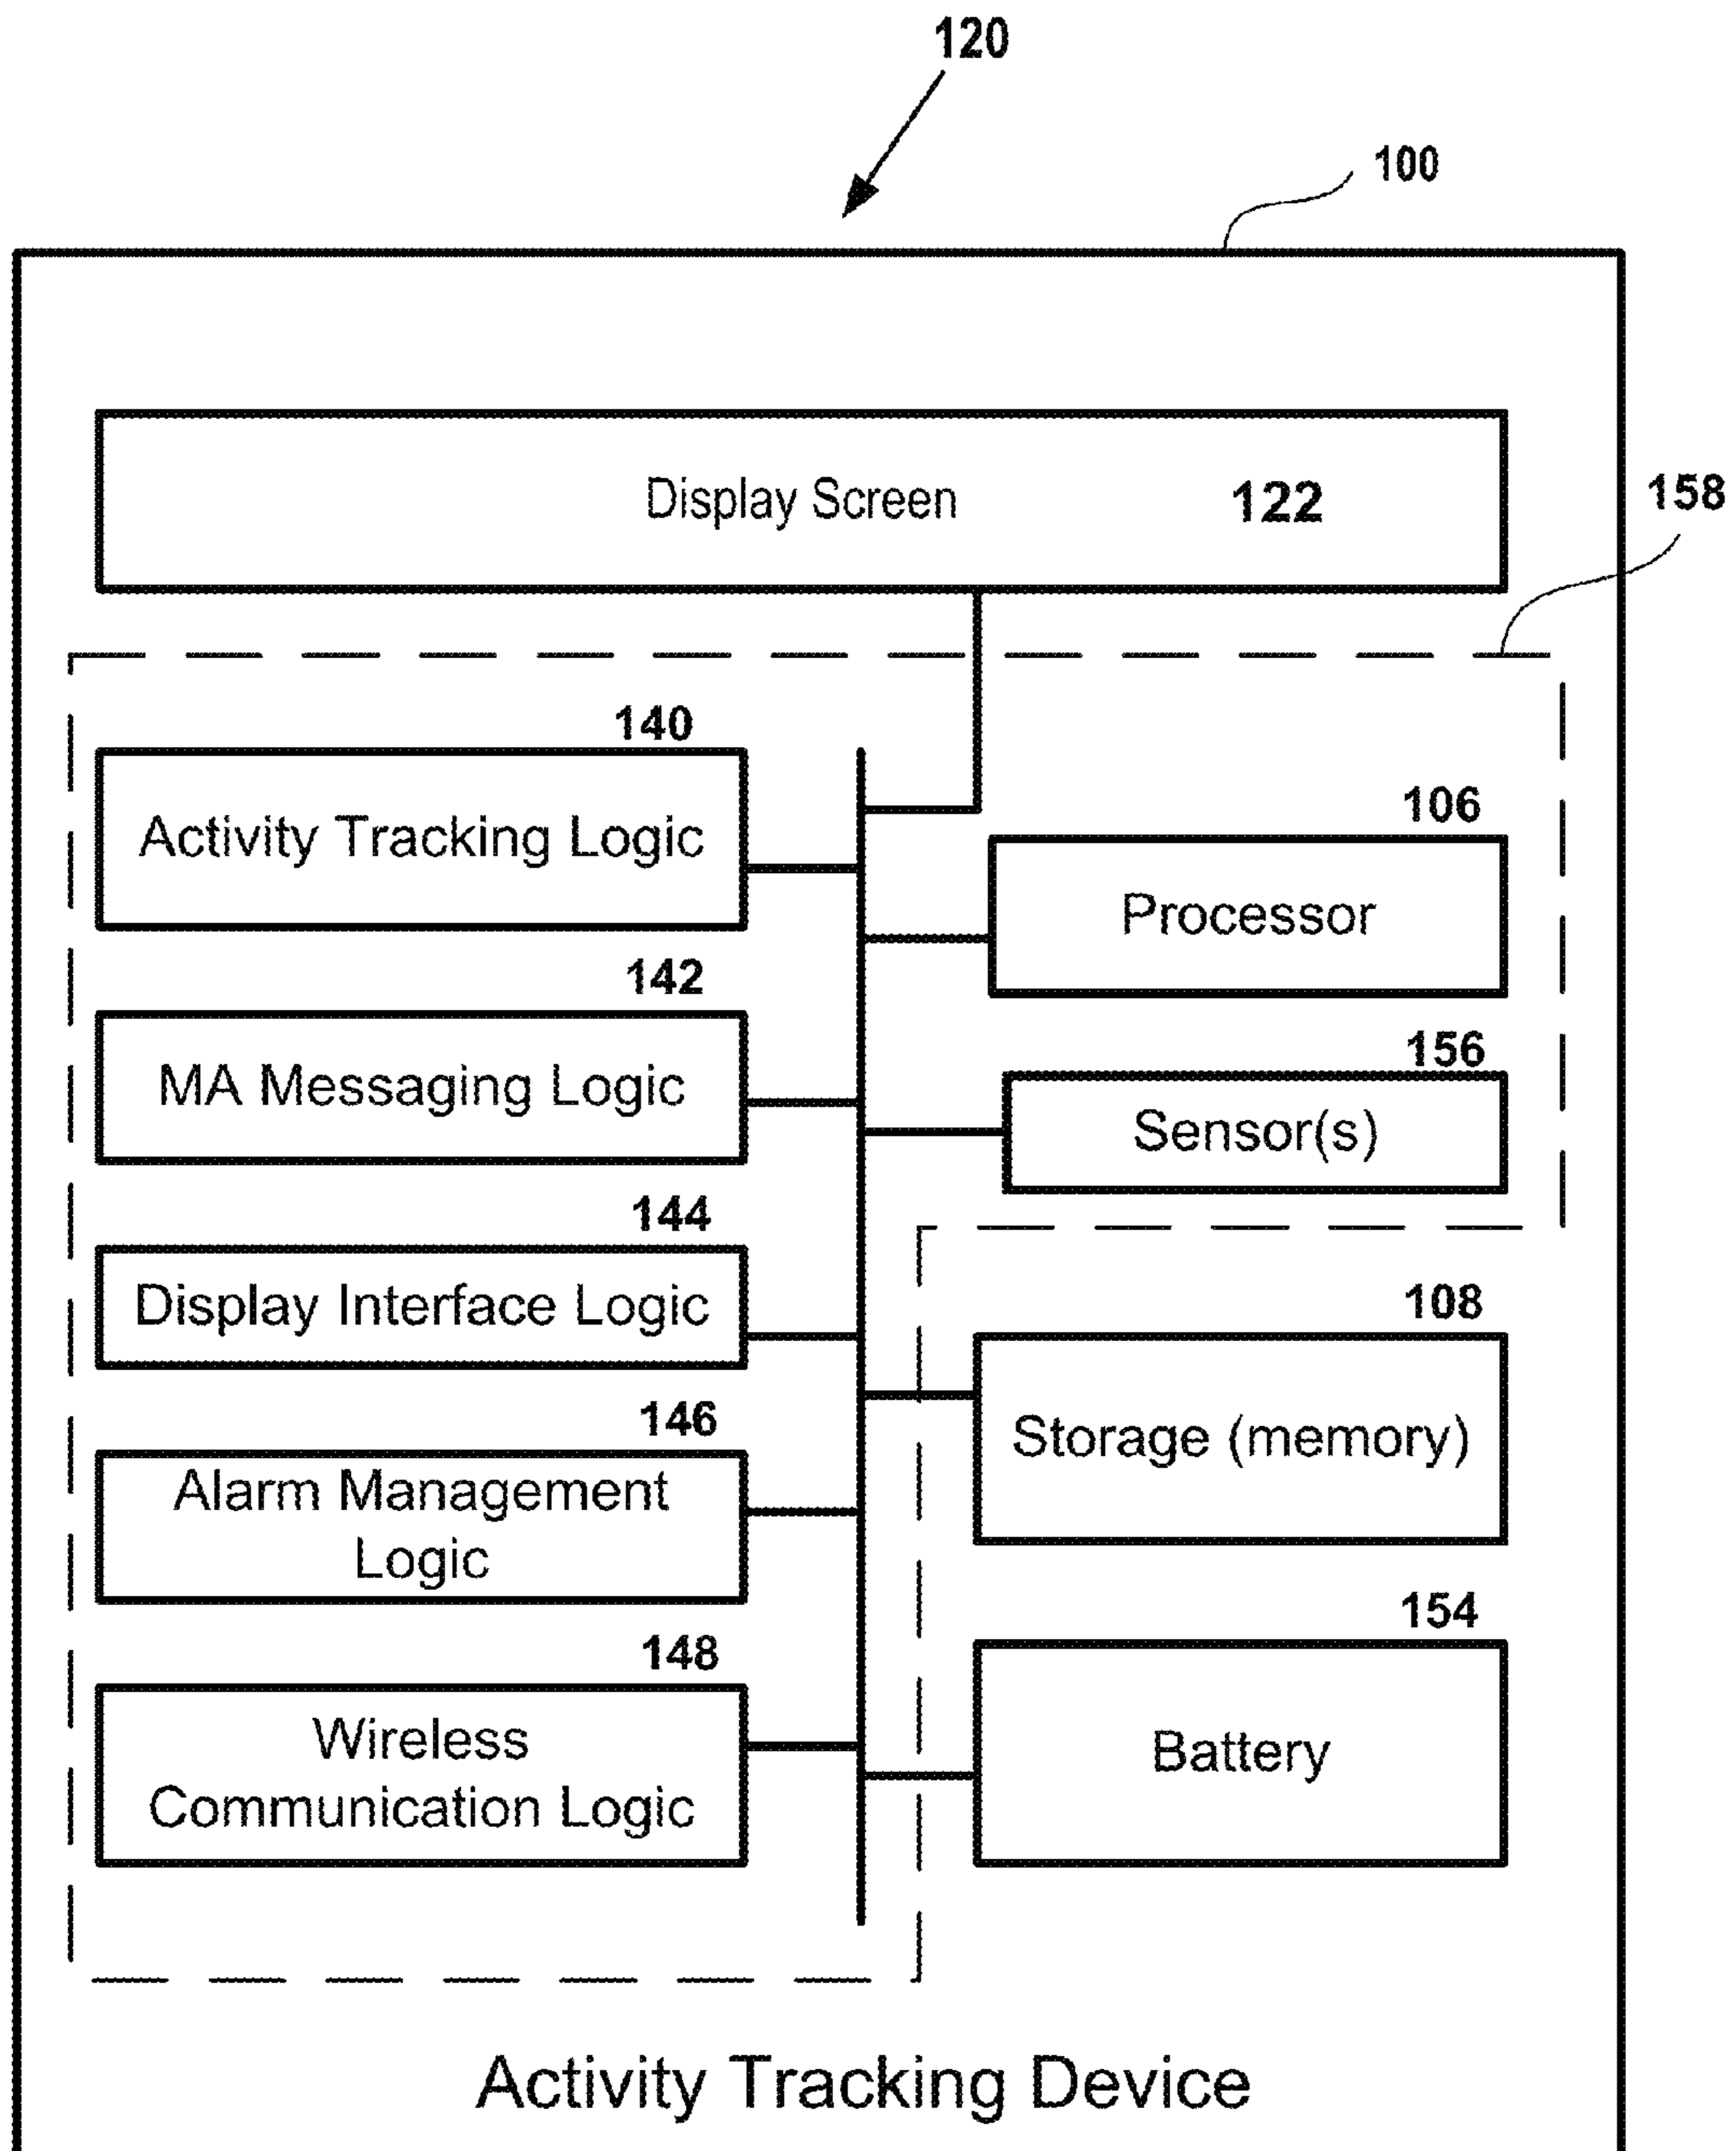 120
100
Display Screen 122
158
140
Activity Tracking Logic
106
Processor
142
MA Messaging Logic
156
Sensor(s)
144
Display Interface Logic
108
Storage (memory)
146
Alarm Management
Logic
154
Battery
148
Wireless
Communication Logic
Activity Tracking Device